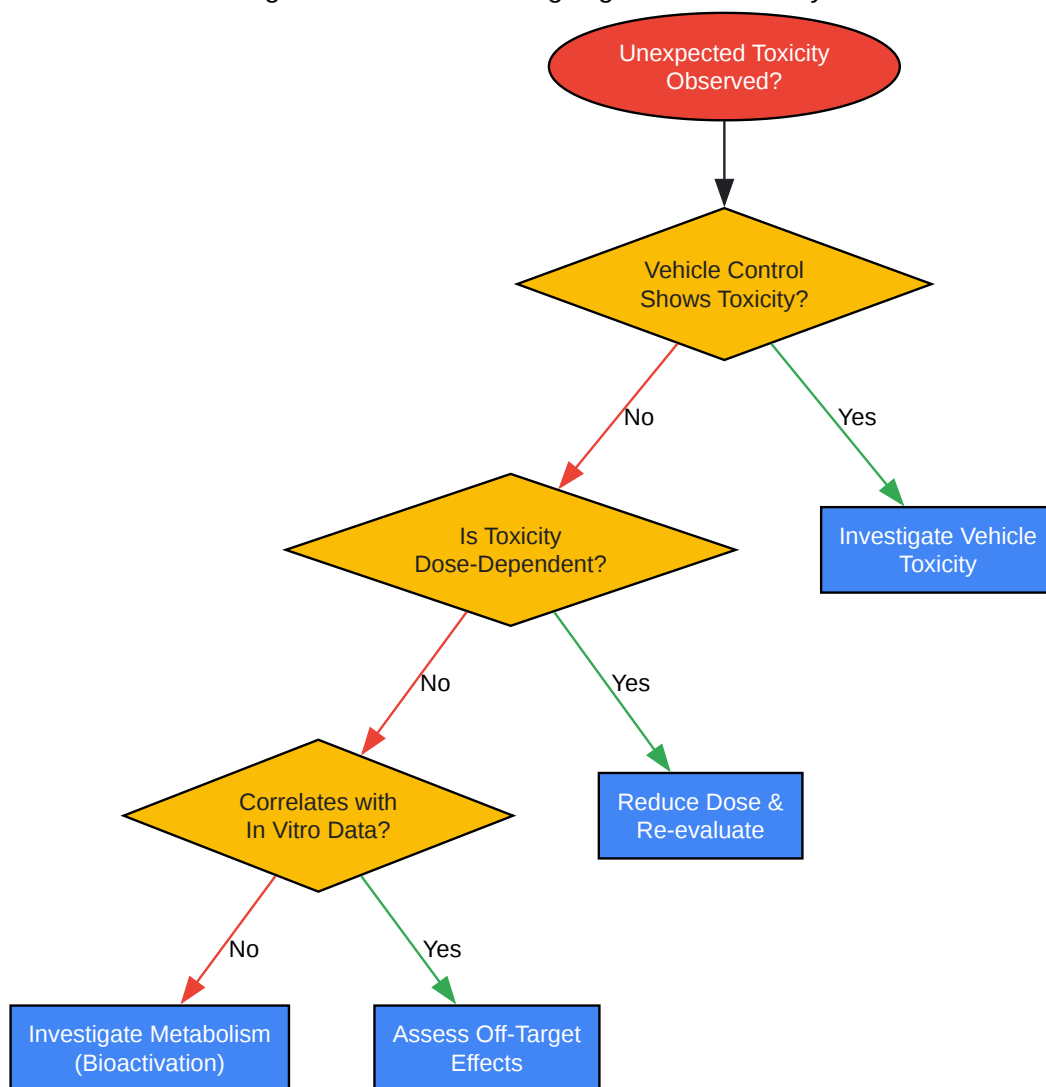 Unexpected Toxicity
Observed?
Vehicle Control
Shows Toxicity?
No
Yes
Is Toxicity
Dose-Dependent?
Investigate Vehicle
Toxicity
No
Yes
Correlates with
In Vitro Data?
Reduce Dose &
Re-evaluate
No
Yes
Investigate Metabolism
(Bioactivation)
Assess Off-Target
Effects